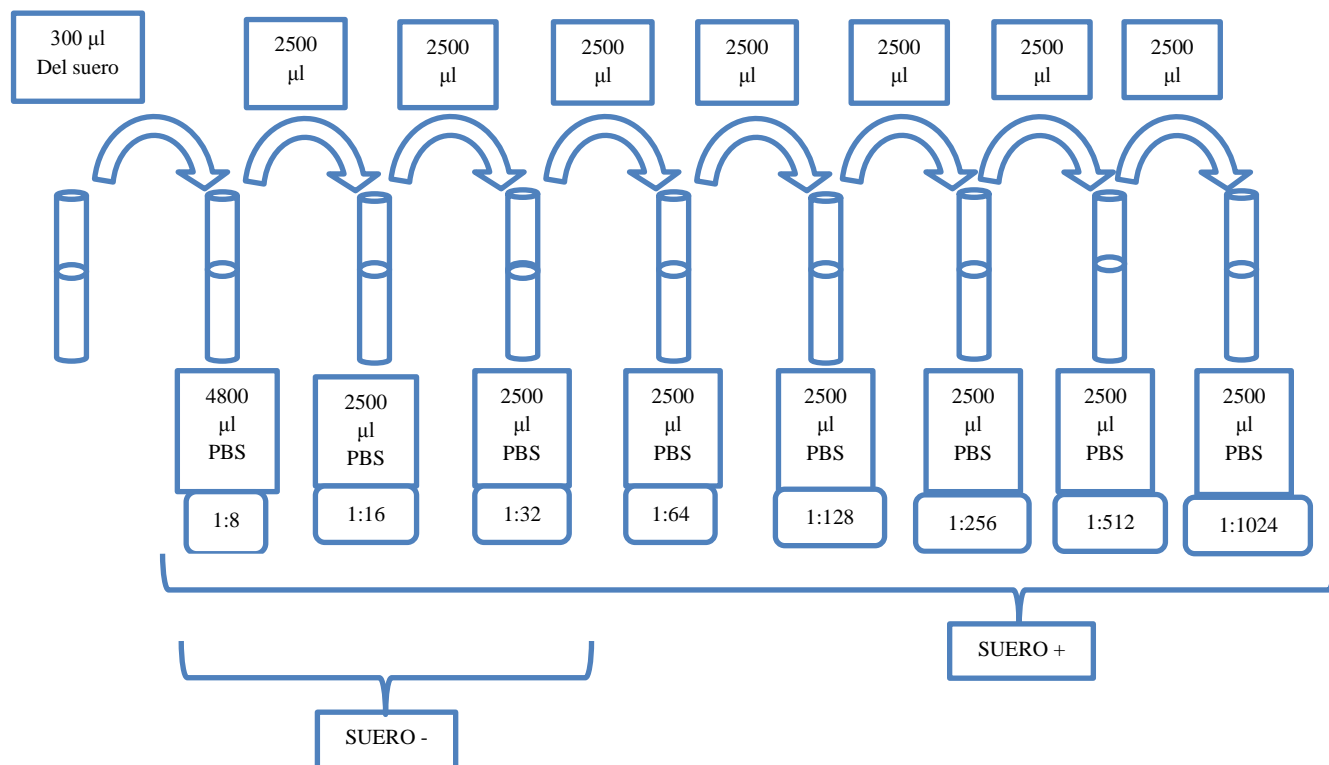 300 µl
Del suero
2500
µl
2500
µl
2500
µl
2500
µl
2500
µl
2500
µl
2500
µl
4800
µl
PBS
2500
µl
PBS
2500
µl
PBS
2500
µl
PBS
2500
µl
PBS
2500
µl
PBS
2500
µl
PBS
2500
µl
PBS
1:8
1:16
1:32
1:64
1:128
1:256
1:512
1:1024
SUERO +
SUERO -